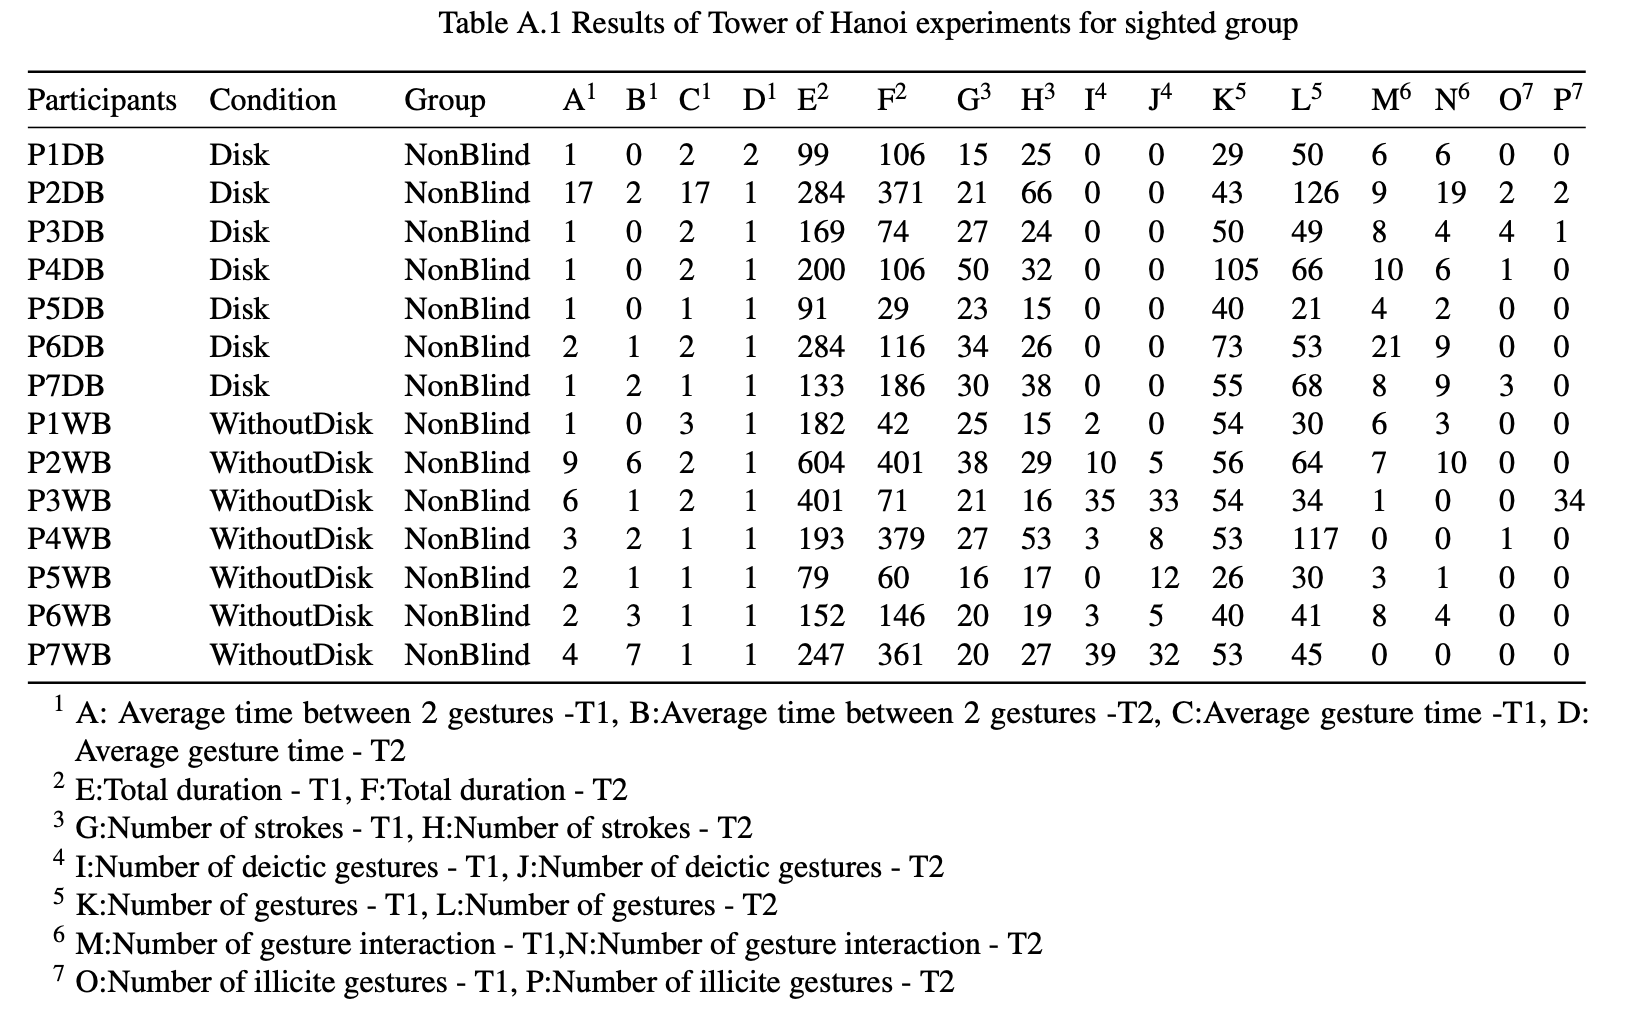 Table A.1 Results of Tower of Hanoi experiments for sighted group
Participants Condition Group A¹ B¹ C¹ D¹ E² F² G³ H³ I⁴ J⁴ K⁵ L⁵ M⁶ N⁶ O⁷ P⁷
P1DB Disk NonBlind 1 0 2 2 99 106 15 25 0 0 29 50 6 6 0 0
P2DB Disk NonBlind 17 2 17 1 284 371 21 66 0 0 43 126 9 19 2 2
P3DB Disk NonBlind 1 0 2 1 169 74 27 24 0 0 50 49 8 4 4 1
P4DB Disk NonBlind 1 0 2 1 200 106 50 32 0 0 105 66 10 6 1 0
P5DB Disk NonBlind 1 0 1 1 91 29 23 15 0 0 40 21 4 2 0 0
P6DB Disk NonBlind 2 1 2 1 284 116 34 26 0 0 73 53 21 9 0 0
P7DB Disk NonBlind 1 2 1 1 133 186 30 38 0 0 55 68 8 9 3 0
P1WB WithoutDisk NonBlind 1 0 3 1 182 42 25 15 2 0 54 30 6 3 0 0
P2WB WithoutDisk NonBlind 9 6 2 1 604 401 38 29 10 5 56 64 7 10 0 0
P3WB WithoutDisk NonBlind 6 1 2 1 401 71 21 16 35 33 54 34 1 0 0 34
P4WB WithoutDisk NonBlind 3 2 1 1 193 379 27 53 3 8 53 117 0 0 1 0
P5WB WithoutDisk NonBlind 2 1 1 1 79 60 16 17 0 12 26 30 3 1 0 0
P6WB WithoutDisk NonBlind 2 3 1 1 152 146 20 19 3 5 40 41 8 4 0 0
P7WB WithoutDisk NonBlind 4 7 1 1 247 361 20 27 39 32 53 45 0 0 0 0
¹ A: Average time between 2 gestures -T1, B:Average time between 2 gestures -T2, C:Average gesture time -T1, D:
Average gesture time - T2
² E:Total duration - T1, F:Total duration - T2
³ G:Number of strokes - T1, H:Number of strokes - T2
⁴ I:Number of deictic gestures - T1, J:Number of deictic gestures - T2
⁵ K:Number of gestures - T1, L:Number of gestures - T2
⁶ M:Number of gesture interaction - T1,N:Number of gesture interaction - T2
⁷ O:Number of illicite gestures - T1, P:Number of illicite gestures - T2